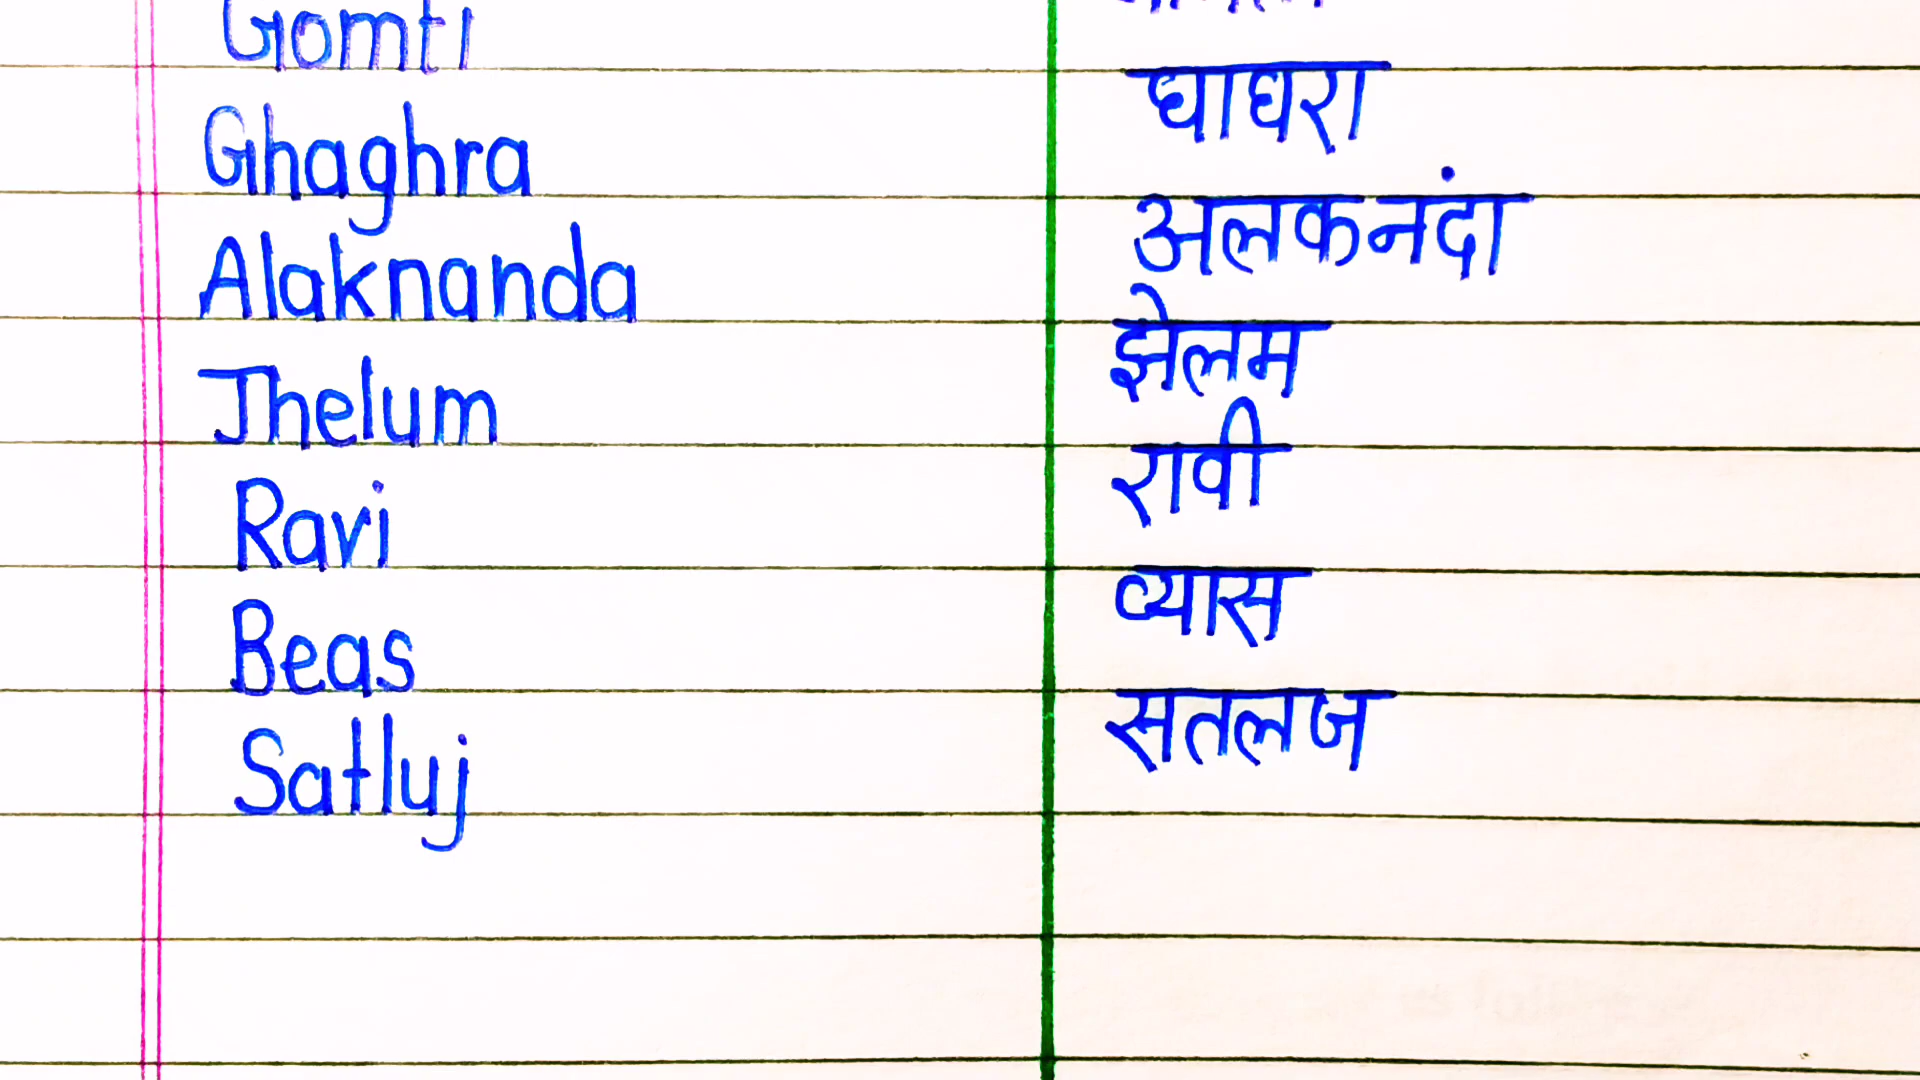 Gomti
Ghaghra घाघरा
Alaknanda अलकनंदा
Jhelum झेलम
Ravi रावी
Beas व्यास
Satluj सतलज